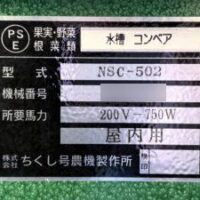 PS
E
果実・野菜
根菜類
水槽 コンベア
型式 NSC-502
機械番号
所要馬力 200V-750W
屋内用
株式会社 ちくし号農機製作所